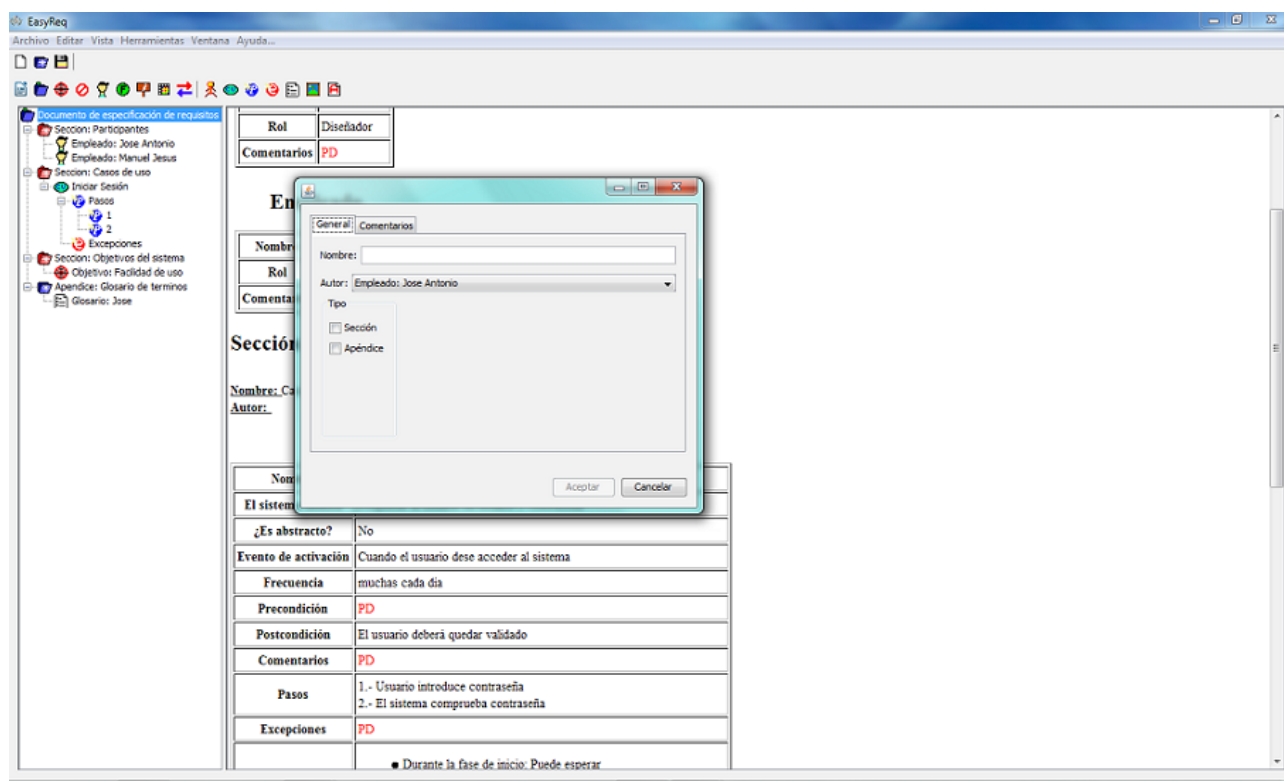 EasyReq
Archivo Editar Vista Herramientas Ventana Ayuda...
Documento de especificación de requisitos
Seccion: Participantes
Empleado: Jose Antonio
Empleado: Manuel Jesus
Seccion: Casos de uso
Iniciar Sesión
Pasos
1
2
Excepciones
Seccion: Objetivos del sistema
Objetivo: Facilidad de uso
Apendice: Glosario de terminos
Glosario: Jose
Rol Diseñador
Comentarios PD
Em
Nombr
Rol
Comenta
Sección
Nombre: Ca
Autor:
General Comentarios
Nombre:
Autor: Empleado: Jose Antonio
Tipo
Sección
Apéndice
Aceptar Cancelar
Nom
El sistem
¿Es abstracto? No
Evento de activación Cuando el usuario dese acceder al sistema
Frecuencia muchas cada dia
Precondición PD
Postcondición El usuario deberá quedar validado
Comentarios PD
Pasos 1.- Usuario introduce contraseña
2.- El sistema comprueba contraseña
Excepciones PD
Durante la fase de inicio: Puede esperar